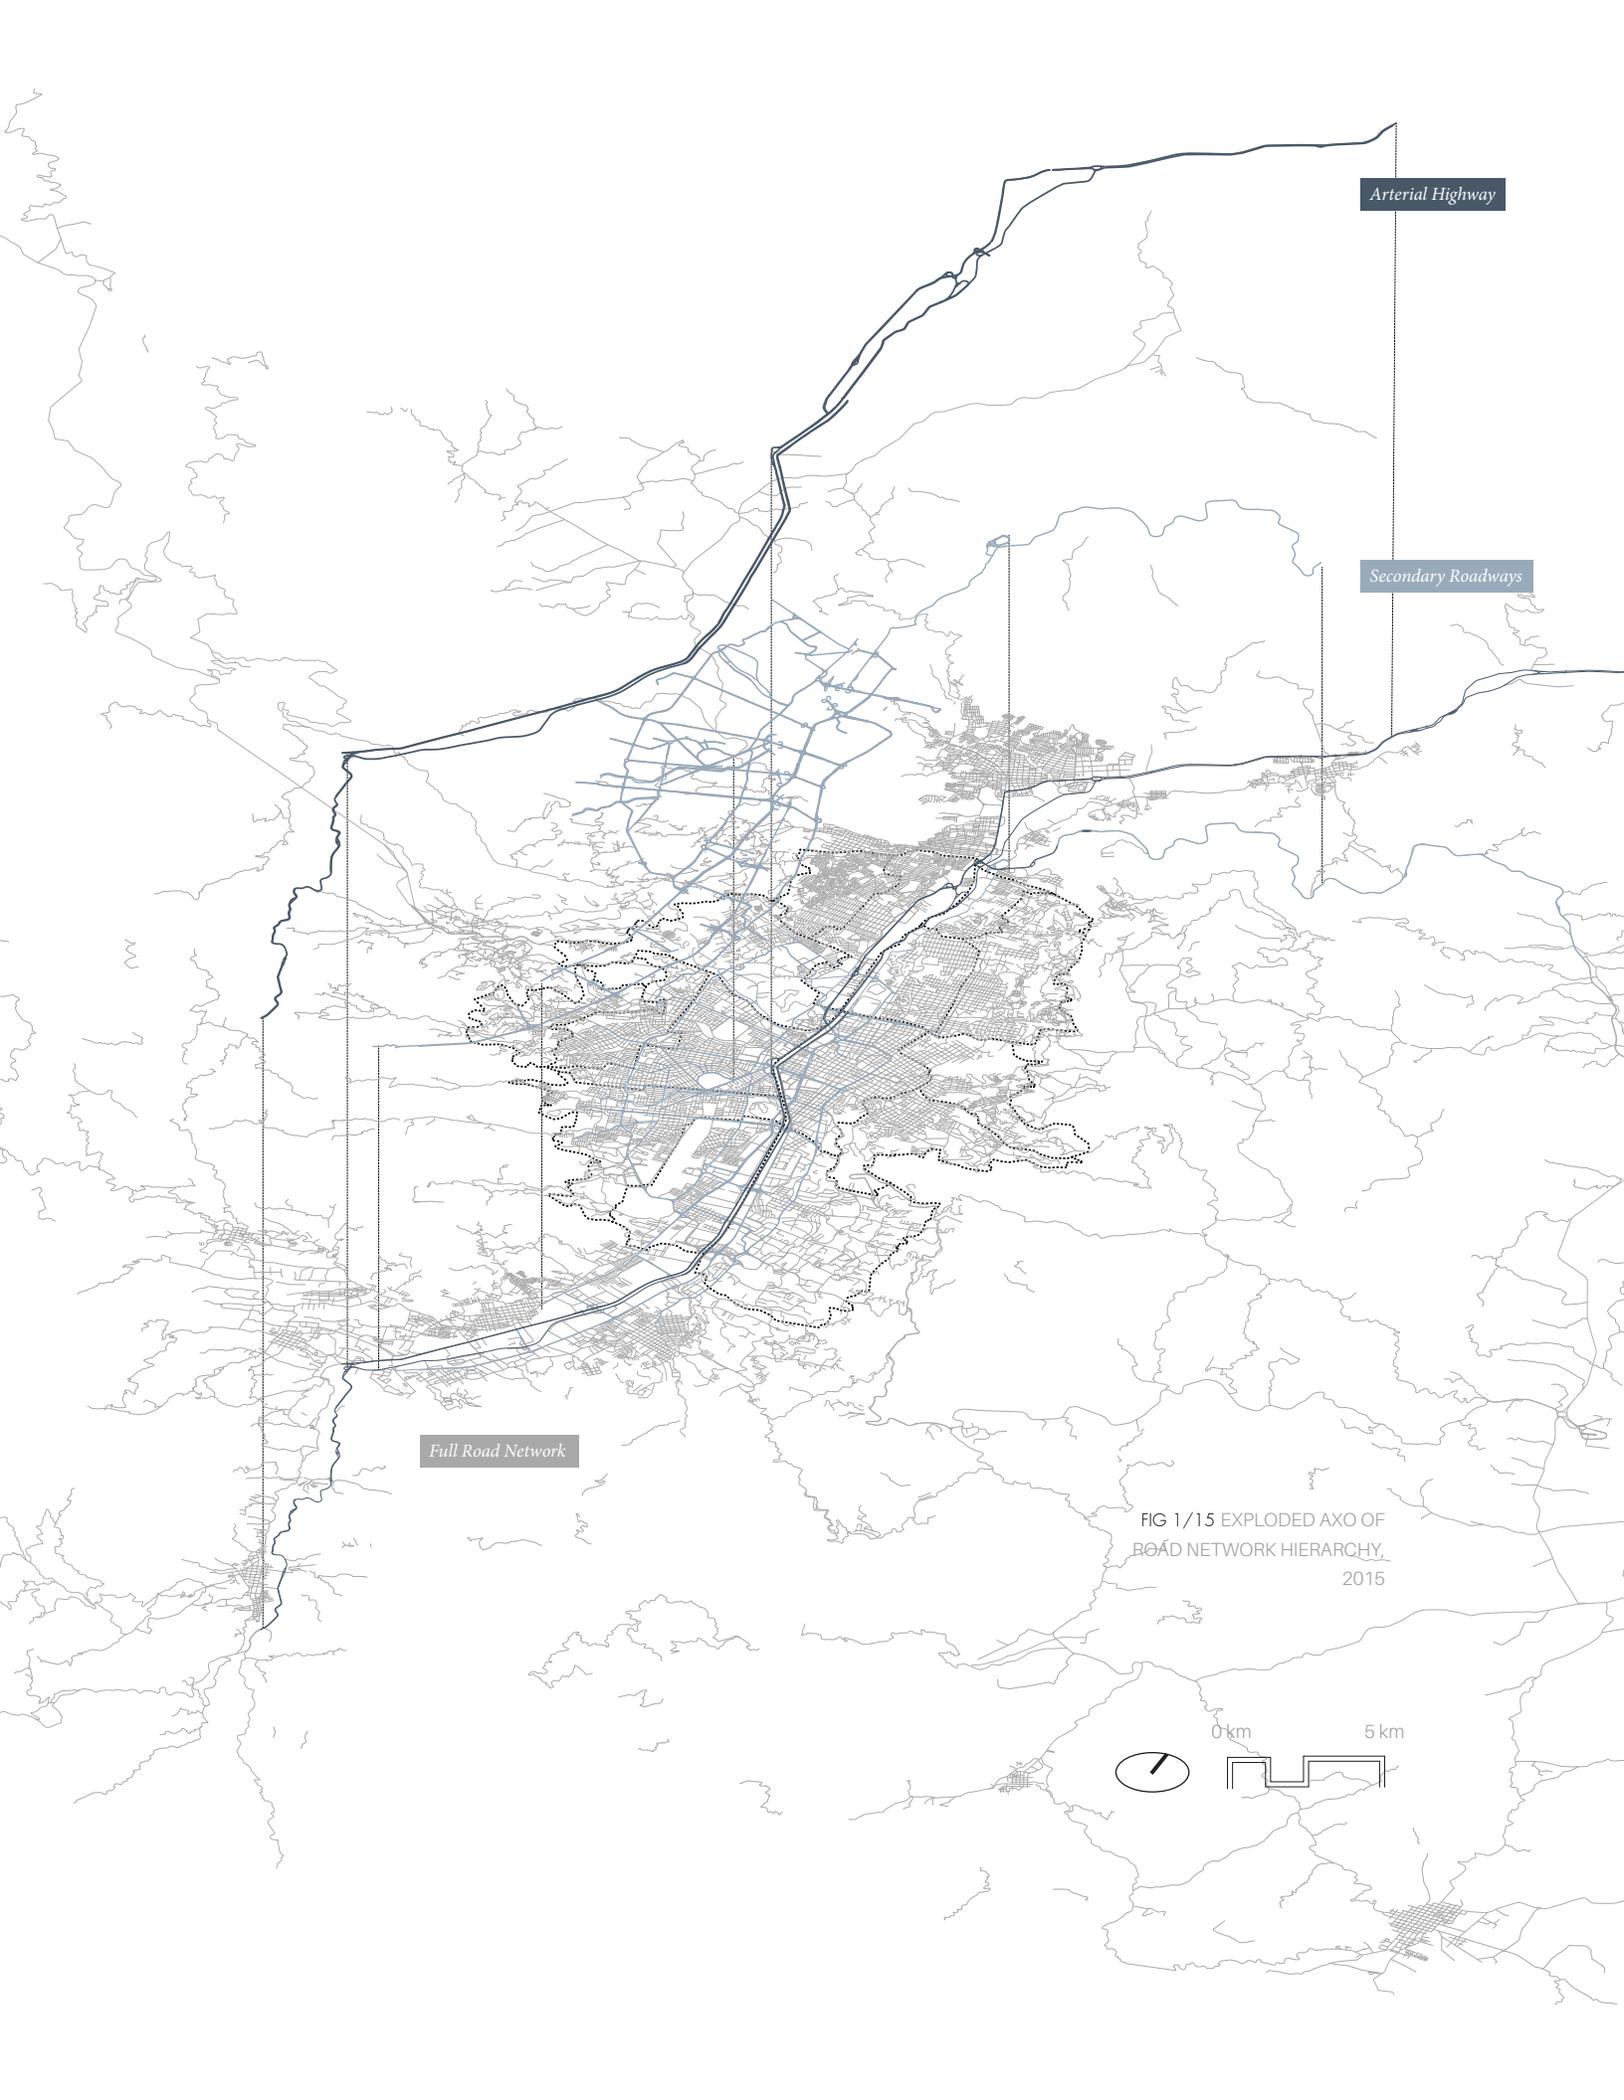 Arterial Highway
Secondary Roadways
Full Road Network
FIG 1/15 EXPLODED AXO OF
ROAD NETWORK HIERARCHY,
2015
0 km 5 km